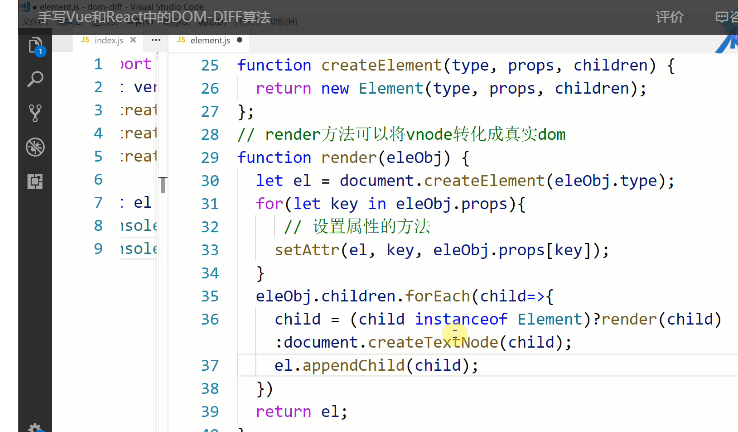 element.js - dom-diff - Visual Studio Code
手写Vue和React中的DOM-DIFF算法
评价
JS index.js × ···
JS element.js ●
1 port
2 t ver
3 creat
4 creat
5 creat
6
7 t el
8 nsole
9 nsole
25 function createElement(type, props, children) {
26 return new Element(type, props, children);
27 };
28 // render方法可以将vnode转化成真实dom
29 function render(eleObj) {
30 let el = document.createElement(eleObj.type);
31 for(let key in eleObj.props){
32 // 设置属性的方法
33 setAttr(el, key, eleObj.props[key]);
34 }
35 eleObj.children.forEach(child=>{
36 child = (child instanceof Element)?render(child)
:document.createTextNode(child);
37 el.appendChild(child);
38 })
39 return el;